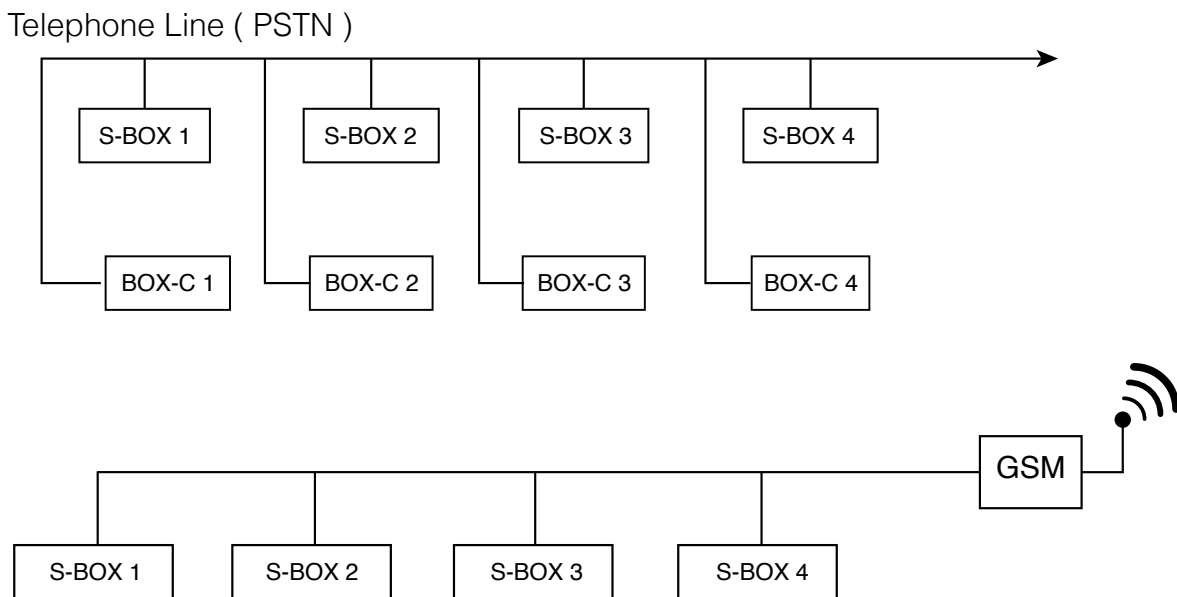 Telephone Line ( PSTN )
S-BOX 1 S-BOX 2 S-BOX 3 S-BOX 4
BOX-C 1 BOX-C 2 BOX-C 3 BOX-C 4
GSM
S-BOX 1 S-BOX 2 S-BOX 3 S-BOX 4